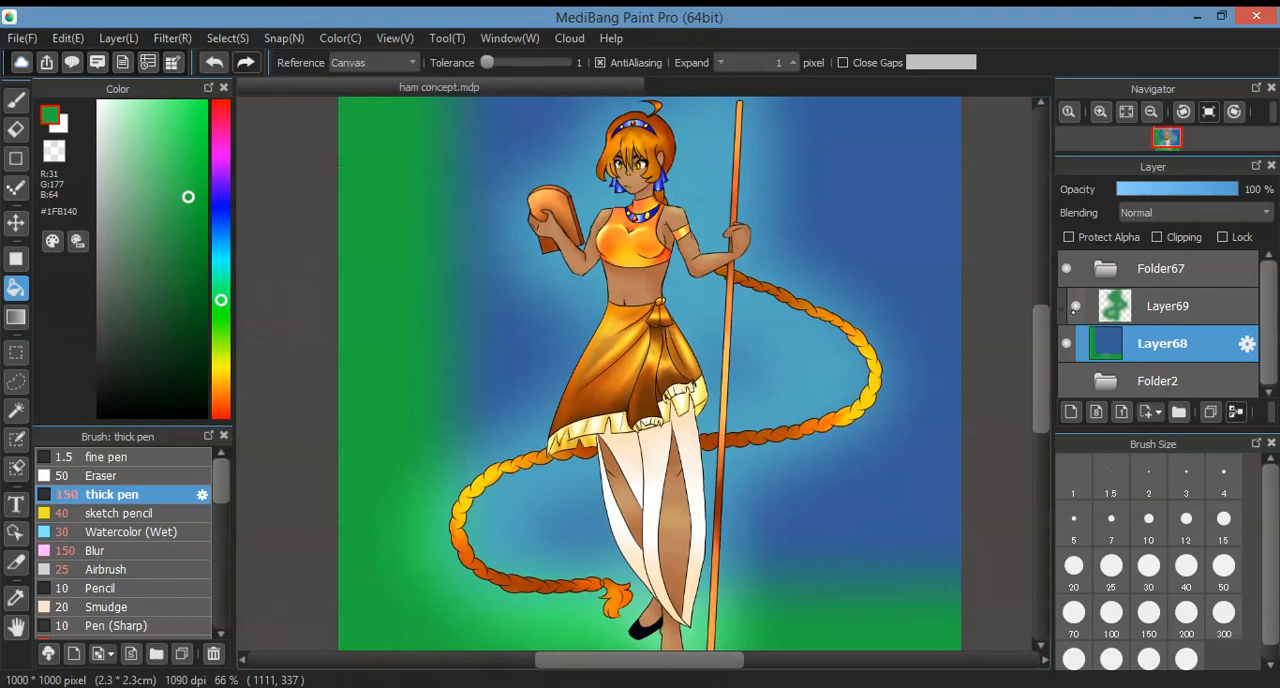 MediBang Paint Pro (64bit)
File(F) Edit(E) Layer(L) Filter(R) Select(S) Snap(N) Color(C) View(V) Tool(T) Window(W) Cloud Help
Reference Canvas Tolerance 1 AntiAliasing Expand 1 pixel Close Gaps
Color
R:31
G:177
B:64
#1FB140
Brush: thick pen
1.5 fine pen
50 Eraser
150 thick pen
40 sketch pencil
30 Watercolor (Wet)
150 Blur
25 Airbrush
10 Pencil
20 Smudge
10 Pen (Sharp)
ham concept.mdp
Navigator
Layer
Opacity 100 %
Blending Normal
Protect Alpha Clipping Lock
Folder67
Layer69
Layer68
Folder2
Brush Size
1 1.5 2 3 4
5 7 10 12 15
20 25 30 40 50
70 100 150 200 300
1000 * 1000 pixel (2.3 * 2.3cm) 1090 dpi 66 % ( 1111, 337 )